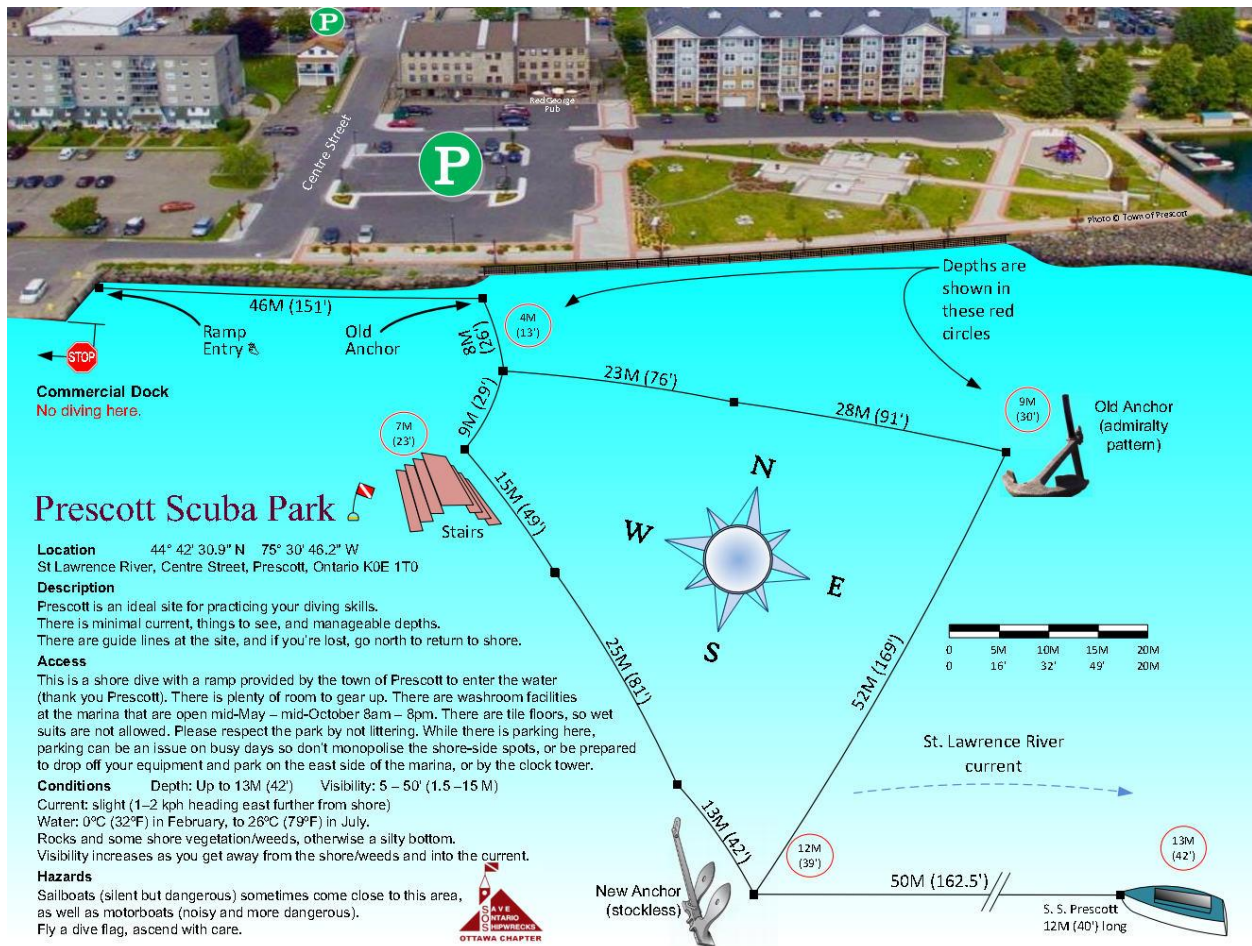 P
P
RedGeorge
Pub
Centre Street
Photo © Town of Prescott
46M (151')
Ramp
Entry
Old
Anchor
4M
(13')
8M
(26')
Depths are
shown in
these red
circles
STOP
Commercial Dock
No diving here.
23M (76')
28M (91')
9M
(30')
Old Anchor
(admiralty
pattern)
9M (29')
7M
(23')
Stairs
15M (49')
N
W
E
S
Prescott Scuba Park
Location 44° 42' 30.9" N 75° 30' 46.2" W
St Lawrence River, Centre Street, Prescott, Ontario K0E 1T0
Description
Prescott is an ideal site for practicing your diving skills.
There is minimal current, things to see, and manageable depths.
There are guide lines at the site, and if you're lost, go north to return to shore.
Access
This is a shore dive with a ramp provided by the town of Prescott to enter the water
(thank you Prescott). There is plenty of room to gear up. There are washroom facilities
at the marina that are open mid-May – mid-October 8am – 8pm. There are tile floors, so wet
suits are not allowed. Please respect the park by not littering. While there is parking here,
parking can be an issue on busy days so don't monopolise the shore-side spots, or be prepared
to drop off your equipment and park on the east side of the marina, or by the clock tower.
Conditions Depth: Up to 13M (42') Visibility: 5 – 50' (1.5 –15 M)
Current: slight (1–2 kph heading east further from shore)
Water: 0ºC (32ºF) in February, to 26ºC (79ºF) in July.
Rocks and some shore vegetation/weeds, otherwise a silty bottom.
Visibility increases as you get away from the shore/weeds and into the current.
Hazards
Sailboats (silent but dangerous) sometimes come close to this area,
as well as motorboats (noisy and more dangerous).
Fly a dive flag, ascend with care.
SAVE
ONTARIO
SHIPWRECKS
OTTAWA CHAPTER
25M (81')
52M (169')
0 5M 10M 15M 20M
0 16' 32' 49' 20M
St. Lawrence River
current
13M (42')
12M
(39')
New Anchor
(stockless)
50M (162.5')
13M
(42')
S. S. Prescott
12M (40') long